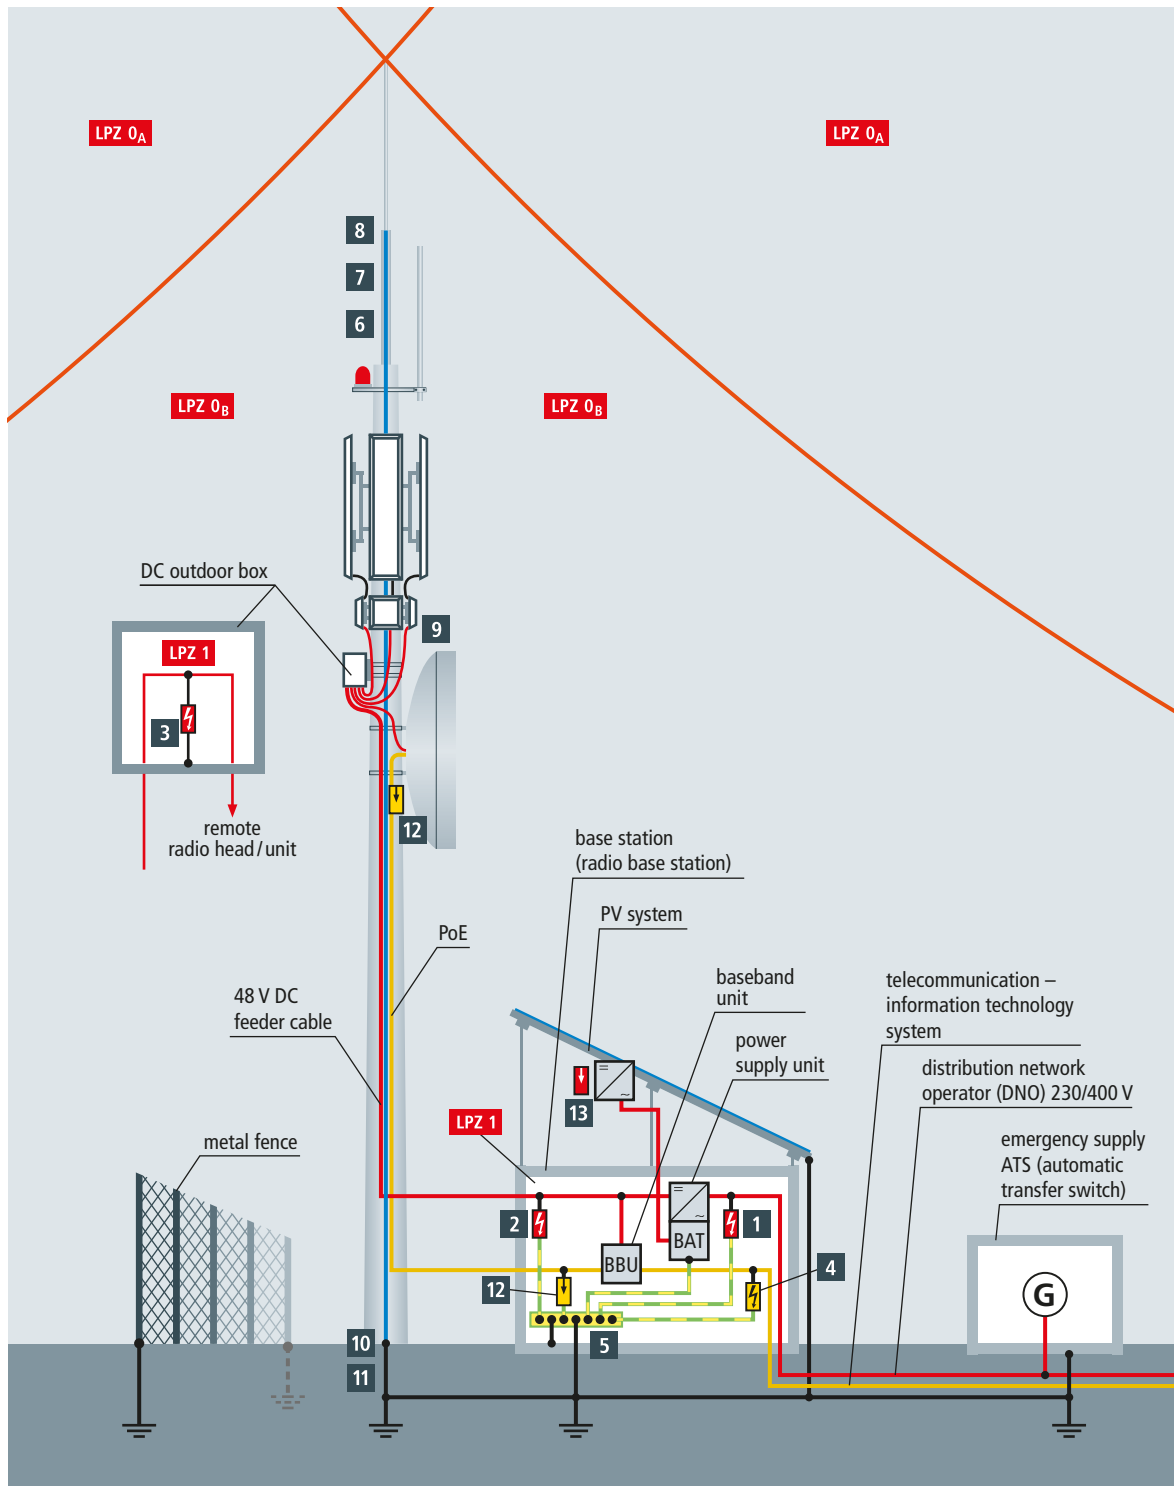 LPZ 0A
LPZ 0A
8
7
6
LPZ 0B
LPZ 0B
DC outdoor box
9
LPZ 1
3
remote
radio head/unit
12
base station
(radio base station)
PV system
PoE
baseband
unit
telecommunication –
information technology
system
48 V DC
feeder cable
power
supply unit
distribution network
operator (DNO) 230/400 V
=
~
13
LPZ 1
metal fence
emergency supply
ATS (automatic
transfer switch)
=
~
2
1
BAT
BBU
4
12
G
5
10
11